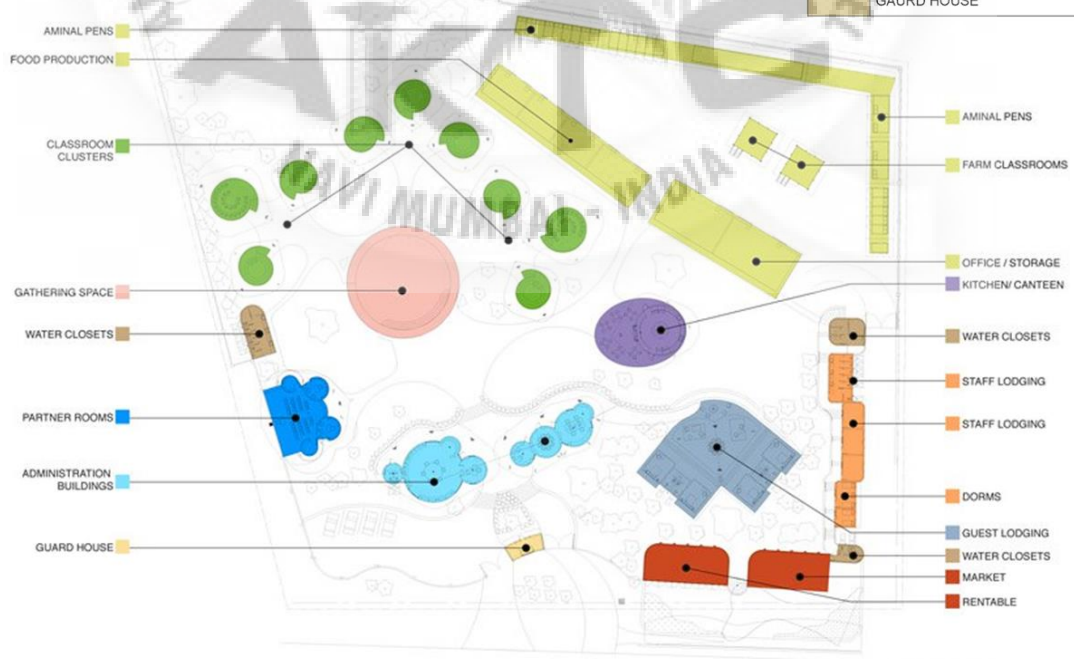 GAURD HOUSE
AMINAL PENS
FOOD PRODUCTION
CLASSROOM
CLUSTERS
GATHERING SPACE
WATER CLOSETS
PARTNER ROOMS
ADMINISTRATION
BUILDINGS
GUARD HOUSE
AMINAL PENS
FARM CLASSROOMS
OFFICE / STORAGE
KITCHEN/ CANTEEN
WATER CLOSETS
STAFF LODGING
STAFF LODGING
DORMS
GUEST LODGING
WATER CLOSETS
MARKET
RENTABLE
AKTC
NAVI MUMBAI - INDIA